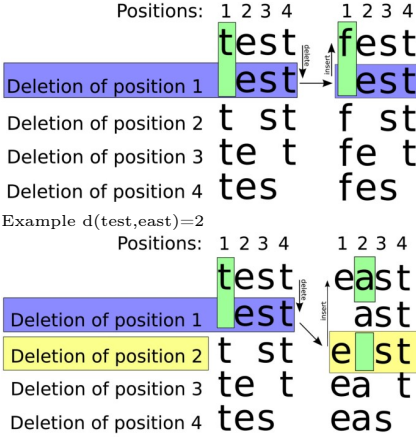 Positions: 1 2 3 4 1 2 3 4
test delete insert fest
Deletion of position 1 est est
Deletion of position 2 t st f st
Deletion of position 3 te t fe t
Deletion of position 4 tes fes
Example d(test,east)=2
Positions: 1 2 3 4 1 2 3 4
test delete insert east
Deletion of position 1 est ast
Deletion of position 2 t st e st
Deletion of position 3 te t ea t
Deletion of position 4 tes eas